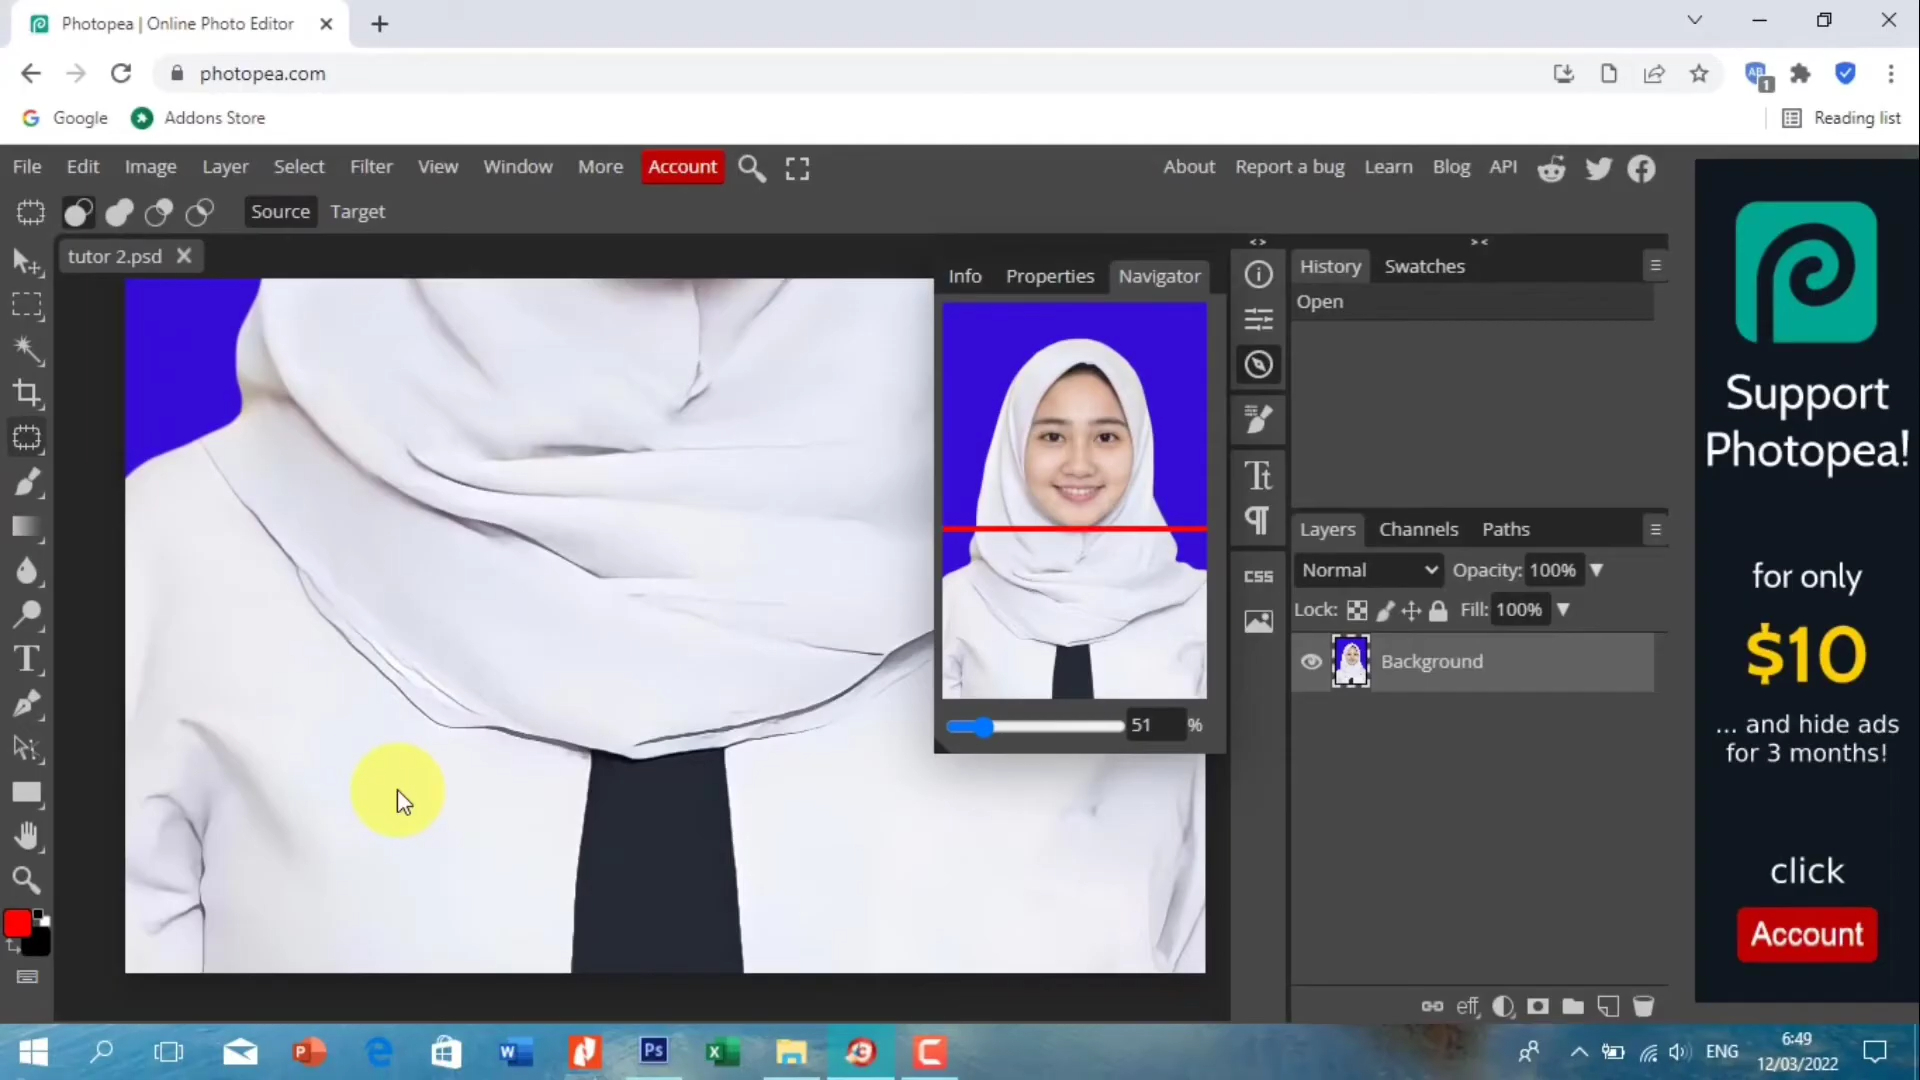 Photopea | Online Photo Editor
photopea.com
1
Google
Addons Store
Reading list
File
Edit
Image
Layer
Select
Filter
View
Window
More
Account
About
Report a bug
Learn
Blog
API
Source
Target
tutor 2.psd
Info
Properties
Navigator
51 %
History
Swatches
Open
Layers
Channels
Paths
Normal
Opacity: 100%
Lock:
Fill: 100%
Background
CSS
eff
Support
Photopea!
for only
$10
... and hide ads
for 3 months!
click
Account
ENG
6:49
12/03/2022